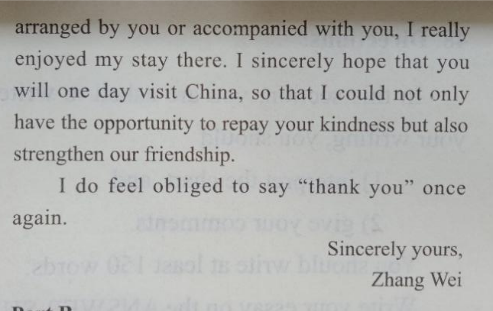 arranged by you or accompanied with you, I really
enjoyed my stay there. I sincerely hope that you
will one day visit China, so that I could not only
have the opportunity to repay your kindness but also
strengthen our friendship.
I do feel obliged to say “thank you” once
again.
Sincerely yours,
Zhang Wei